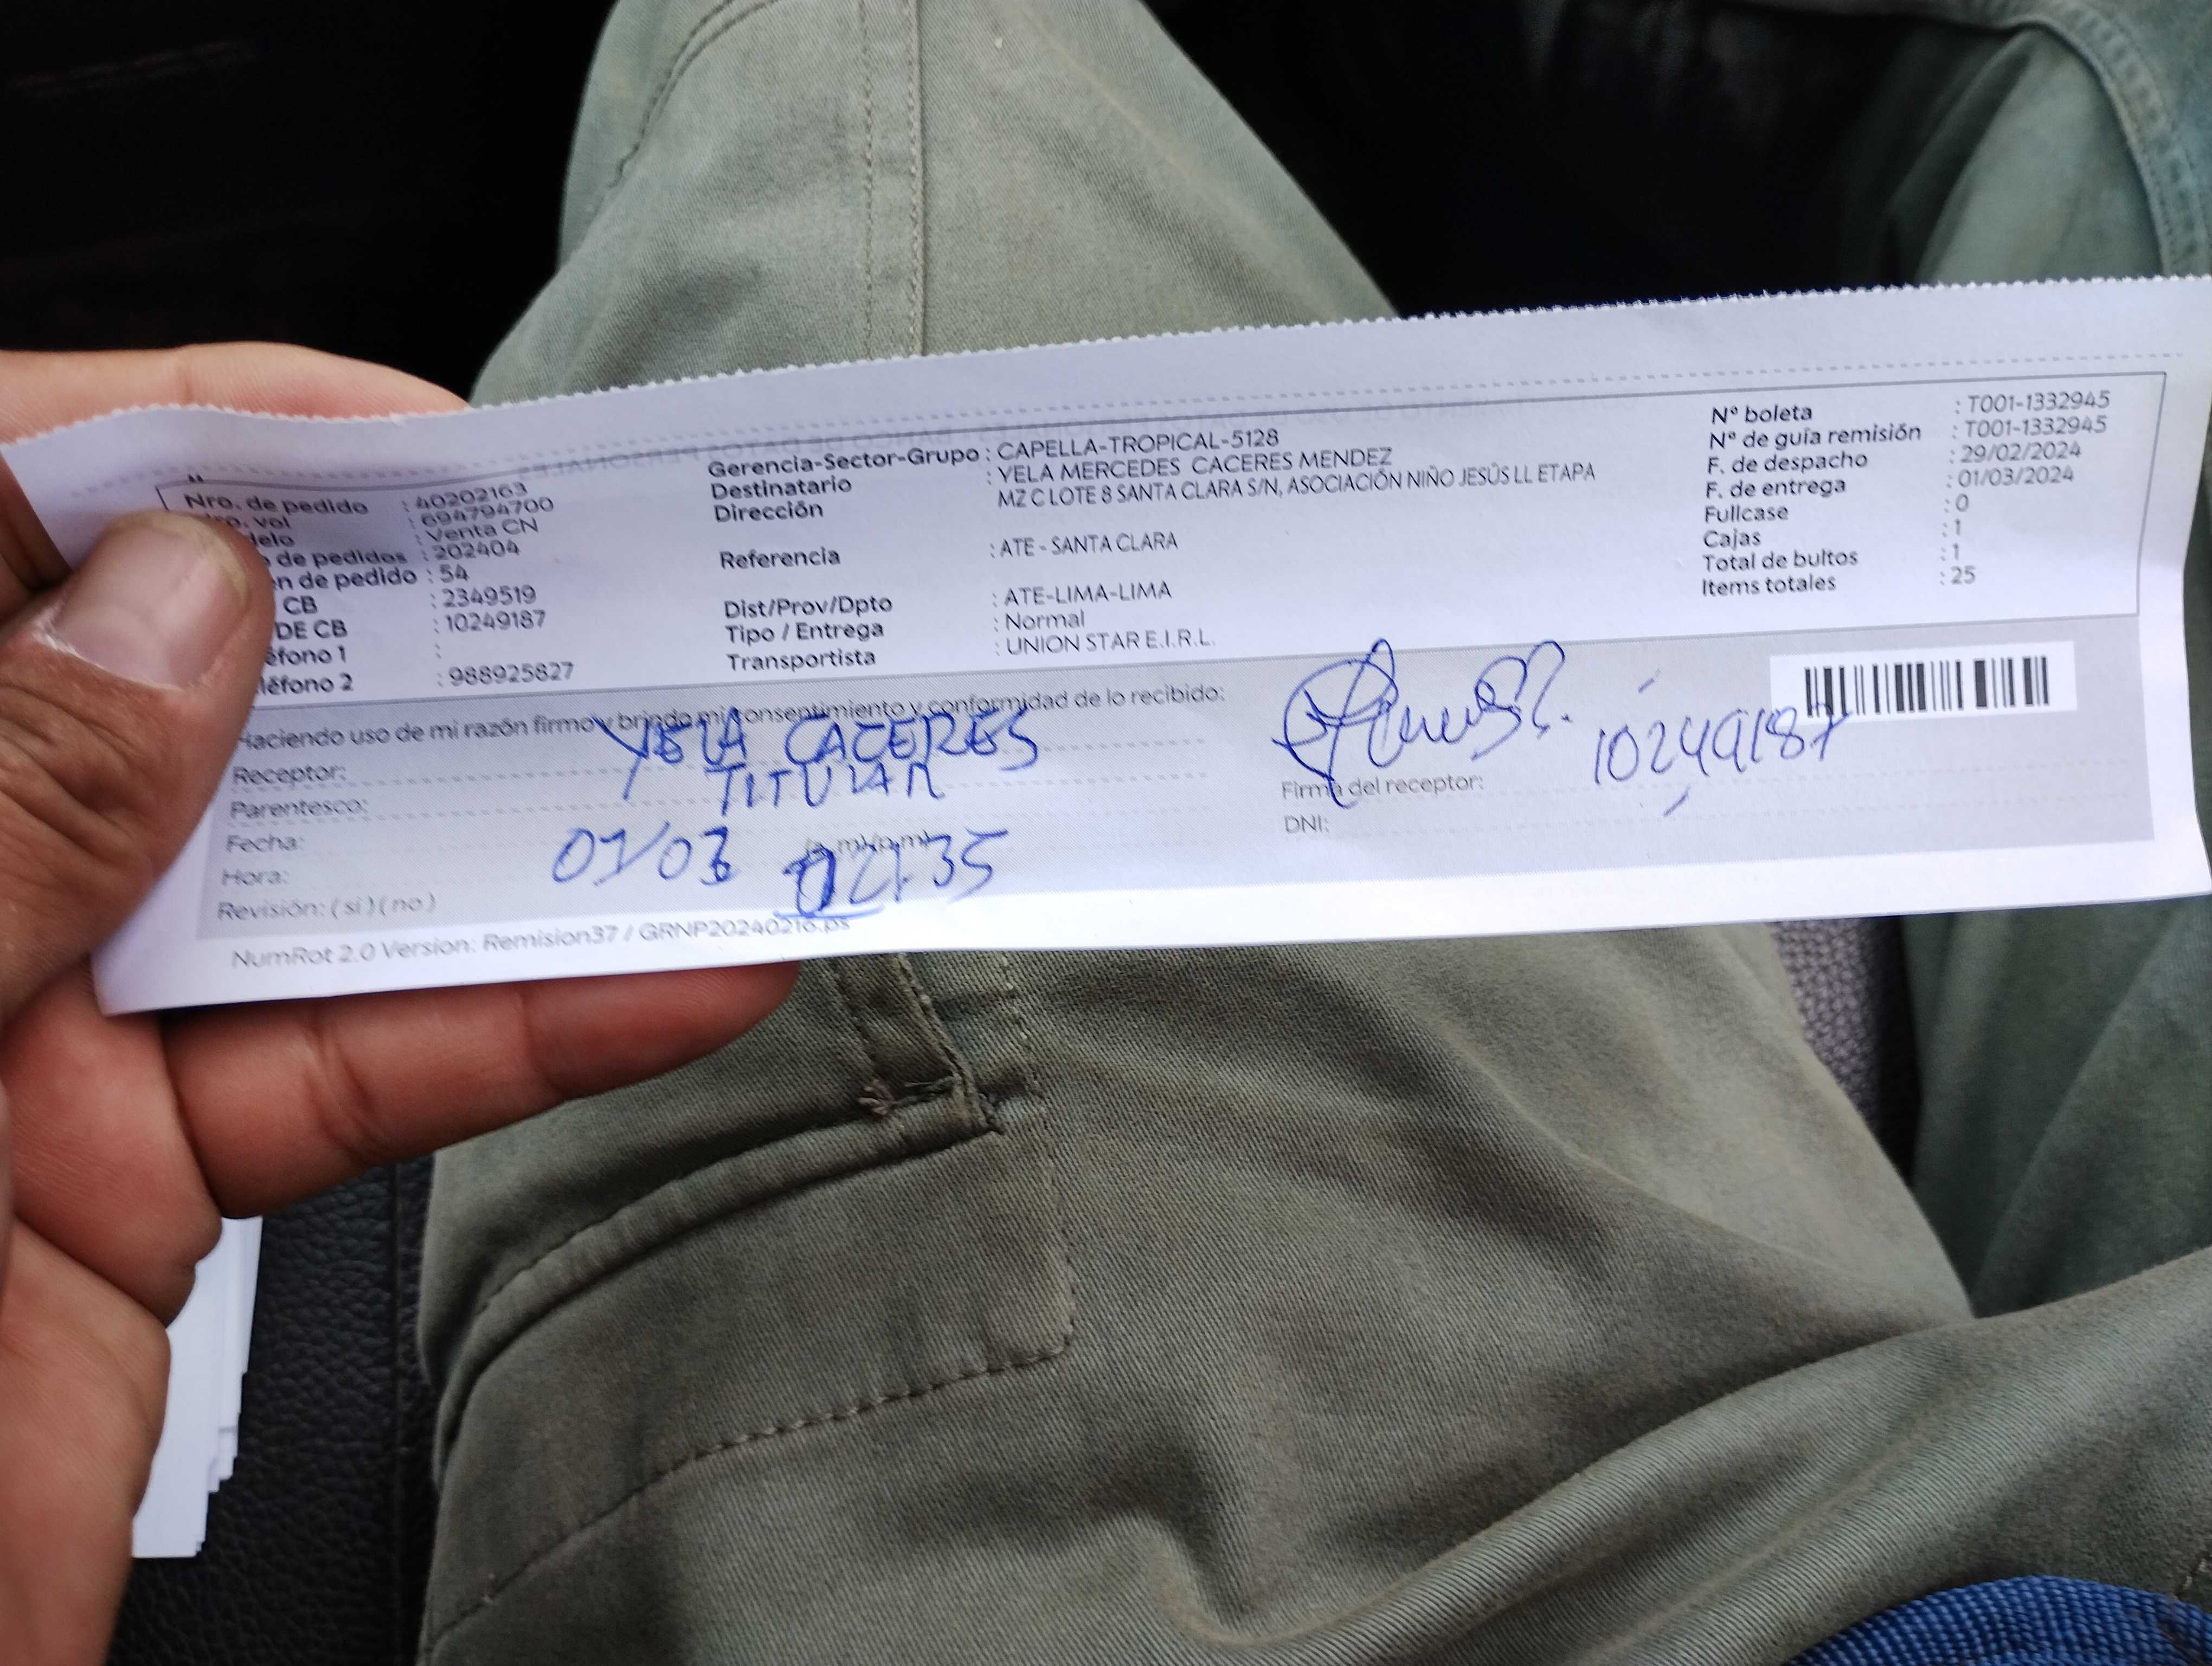 Nro. de pedido : 40202163
vol : 694794700
delo : Venta CN
de pedidos : 202404
n de pedido : 54
CB : 2349519
DE CB : 10249187
éfono 1 :
léfono 2 : 988925827
Gerencia-Sector-Grupo : CAPELLA-TROPICAL-5128
Destinatario : YELA MERCEDES CACERES MENDEZ
Dirección MZ C LOTE 8 SANTA CLARA S/N, ASOCIACIÓN NIÑO JESÚS LL ETAPA
Referencia : ATE - SANTA CLARA
Dist/Prov/Dpto : ATE-LIMA-LIMA
Tipo / Entrega : Normal
Transportista : UNION STAR E.I.R.L.
Nº boleta : T001-1332945
Nº de guía remisión : T001-1332945
F. de despacho : 29/02/2024
F. de entrega : 01/03/2024
Fullcase : 0
Cajas : 1
Total de bultos : 1
Items totales : 25
Haciendo uso de mi razón firmo y brindo mi consentimiento y conformidad de lo recibido:
Receptor: YELA CACERES
Parentesco: TITULAR
Fecha: 01/03
Hora: 02:35
Revisión: ( si ) ( no )
Firma del receptor:
DNI: 10249187
NumRot 2.0 Version: Remision37 / GRNP20240216.ps